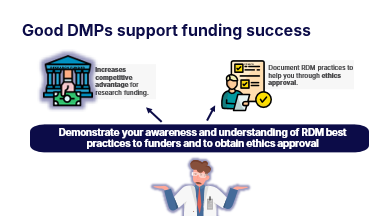 Good DMPs support funding success
Increases
competitive
advantage for
research funding.
Document RDM practices to
help you through ethics
approval.
Demonstrate your awareness and understanding of RDM best
practices to funders and to obtain ethics approval